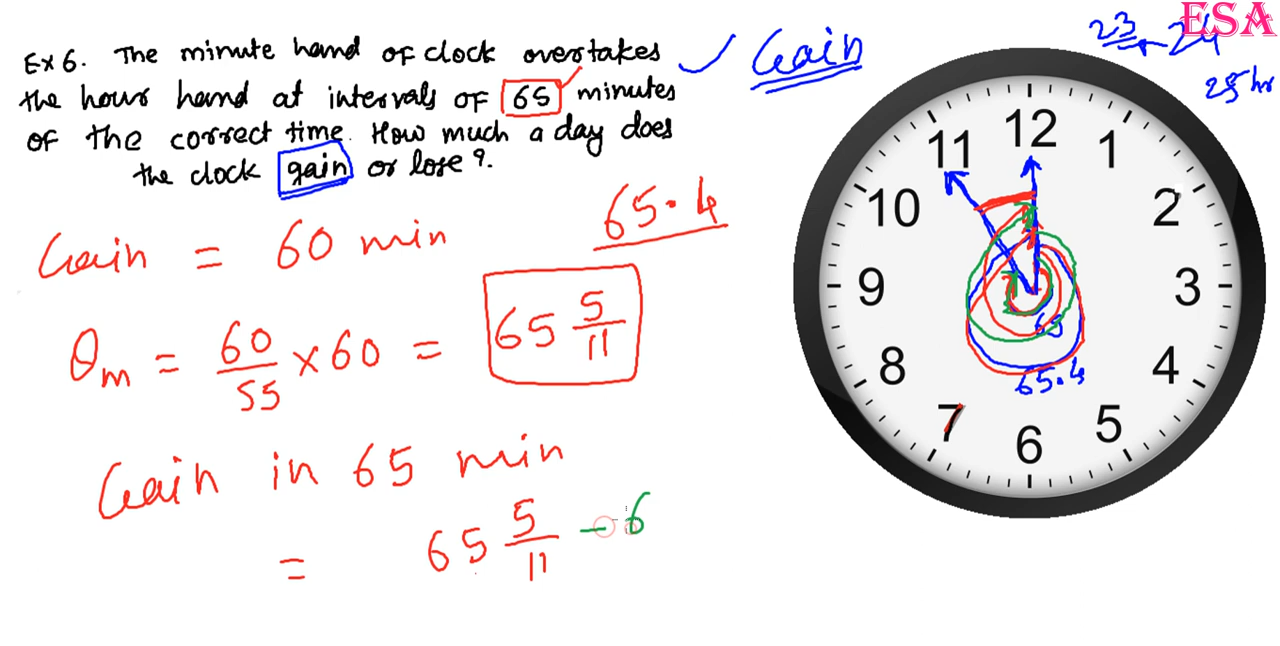 Ex 6. The minute hand of clock overtakes
the hour hand at intervals of 65 minutes
of the correct time. How much a day does
the clock gain or lose ?
Gain
ESA
23 24
25 hr
Gain = 60 min
65.4
θm = 60/55 × 60 = 65 5/11
Gain in 65 min
= 65 5/11 - 6
12
11 1
10 2
9 3
8 4
7 5
6
65
65.4